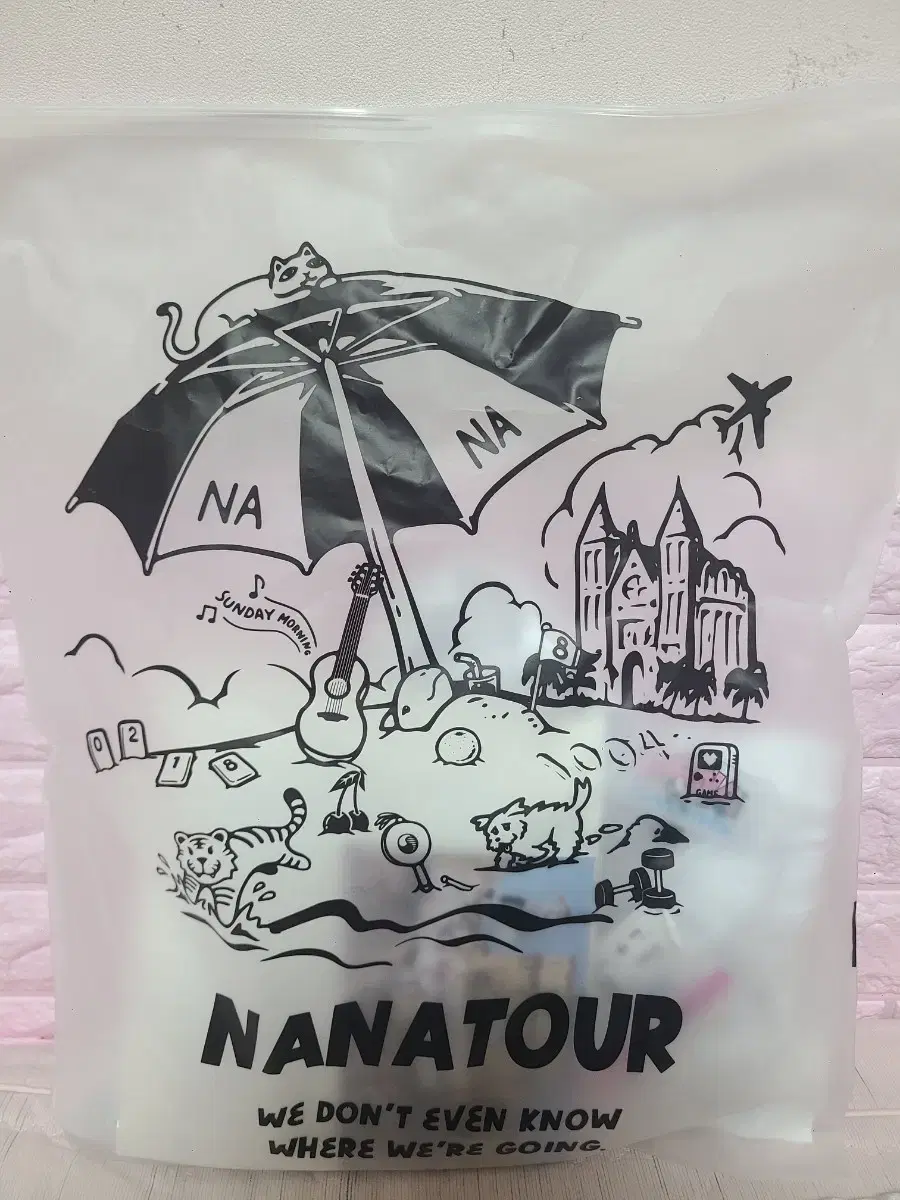 NA
NA
SUNDAY MORNING
8
0 2
1 8
GAME
NANATOUR
WE DON'T EVEN KNOW
WHERE WE'RE GOING.